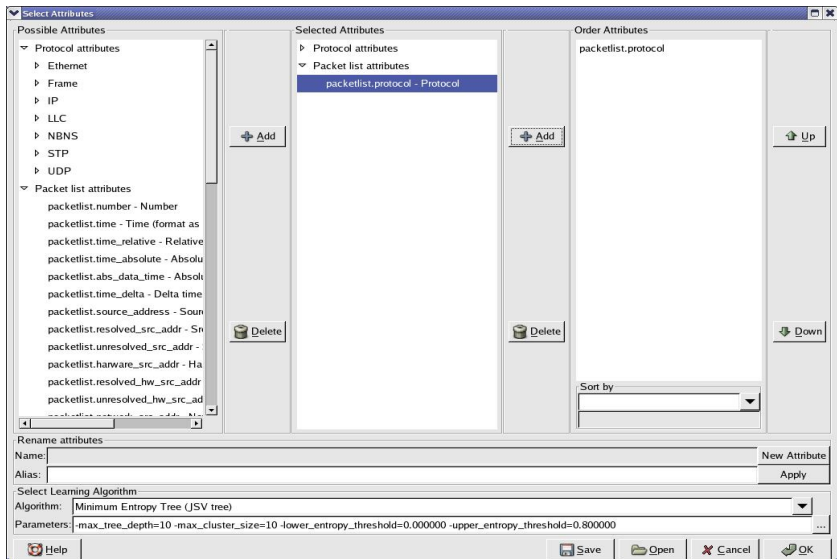 Select Attributes
Possible Attributes
Protocol attributes
Ethernet
Frame
IP
LLC
NBNS
STP
UDP
Packet list attributes
packetlist.number - Number
packetlist.time - Time (format as
packetlist.time_relative - Relative
packetlist.time_absolute - Absolu
packetlist.abs_data_time - Absolu
packetlist.time_delta - Delta time
packetlist.source_address - Sour
packetlist.resolved_src_addr - Sr
packetlist.unresolved_src_addr -
packetlist.harware_src_addr - Ha
packetlist.resolved_hw_src_addr
packetlist.unresolved_hw_src_ad
Add
Delete
Selected Attributes
Protocol attributes
Packet list attributes
packetlist.protocol - Protocol
Add
Delete
Order Attributes
packetlist.protocol
Sort by
Up
Down
Rename attributes
Name: New Attribute
Alias: Apply
Select Learning Algorithm
Algorithm: Minimum Entropy Tree (JSV tree)
Parameters: -max_tree_depth=10 -max_cluster_size=10 -lower_entropy_threshold=0.000000 -upper_entropy_threshold=0.800000 ...
Help Save Open Cancel OK